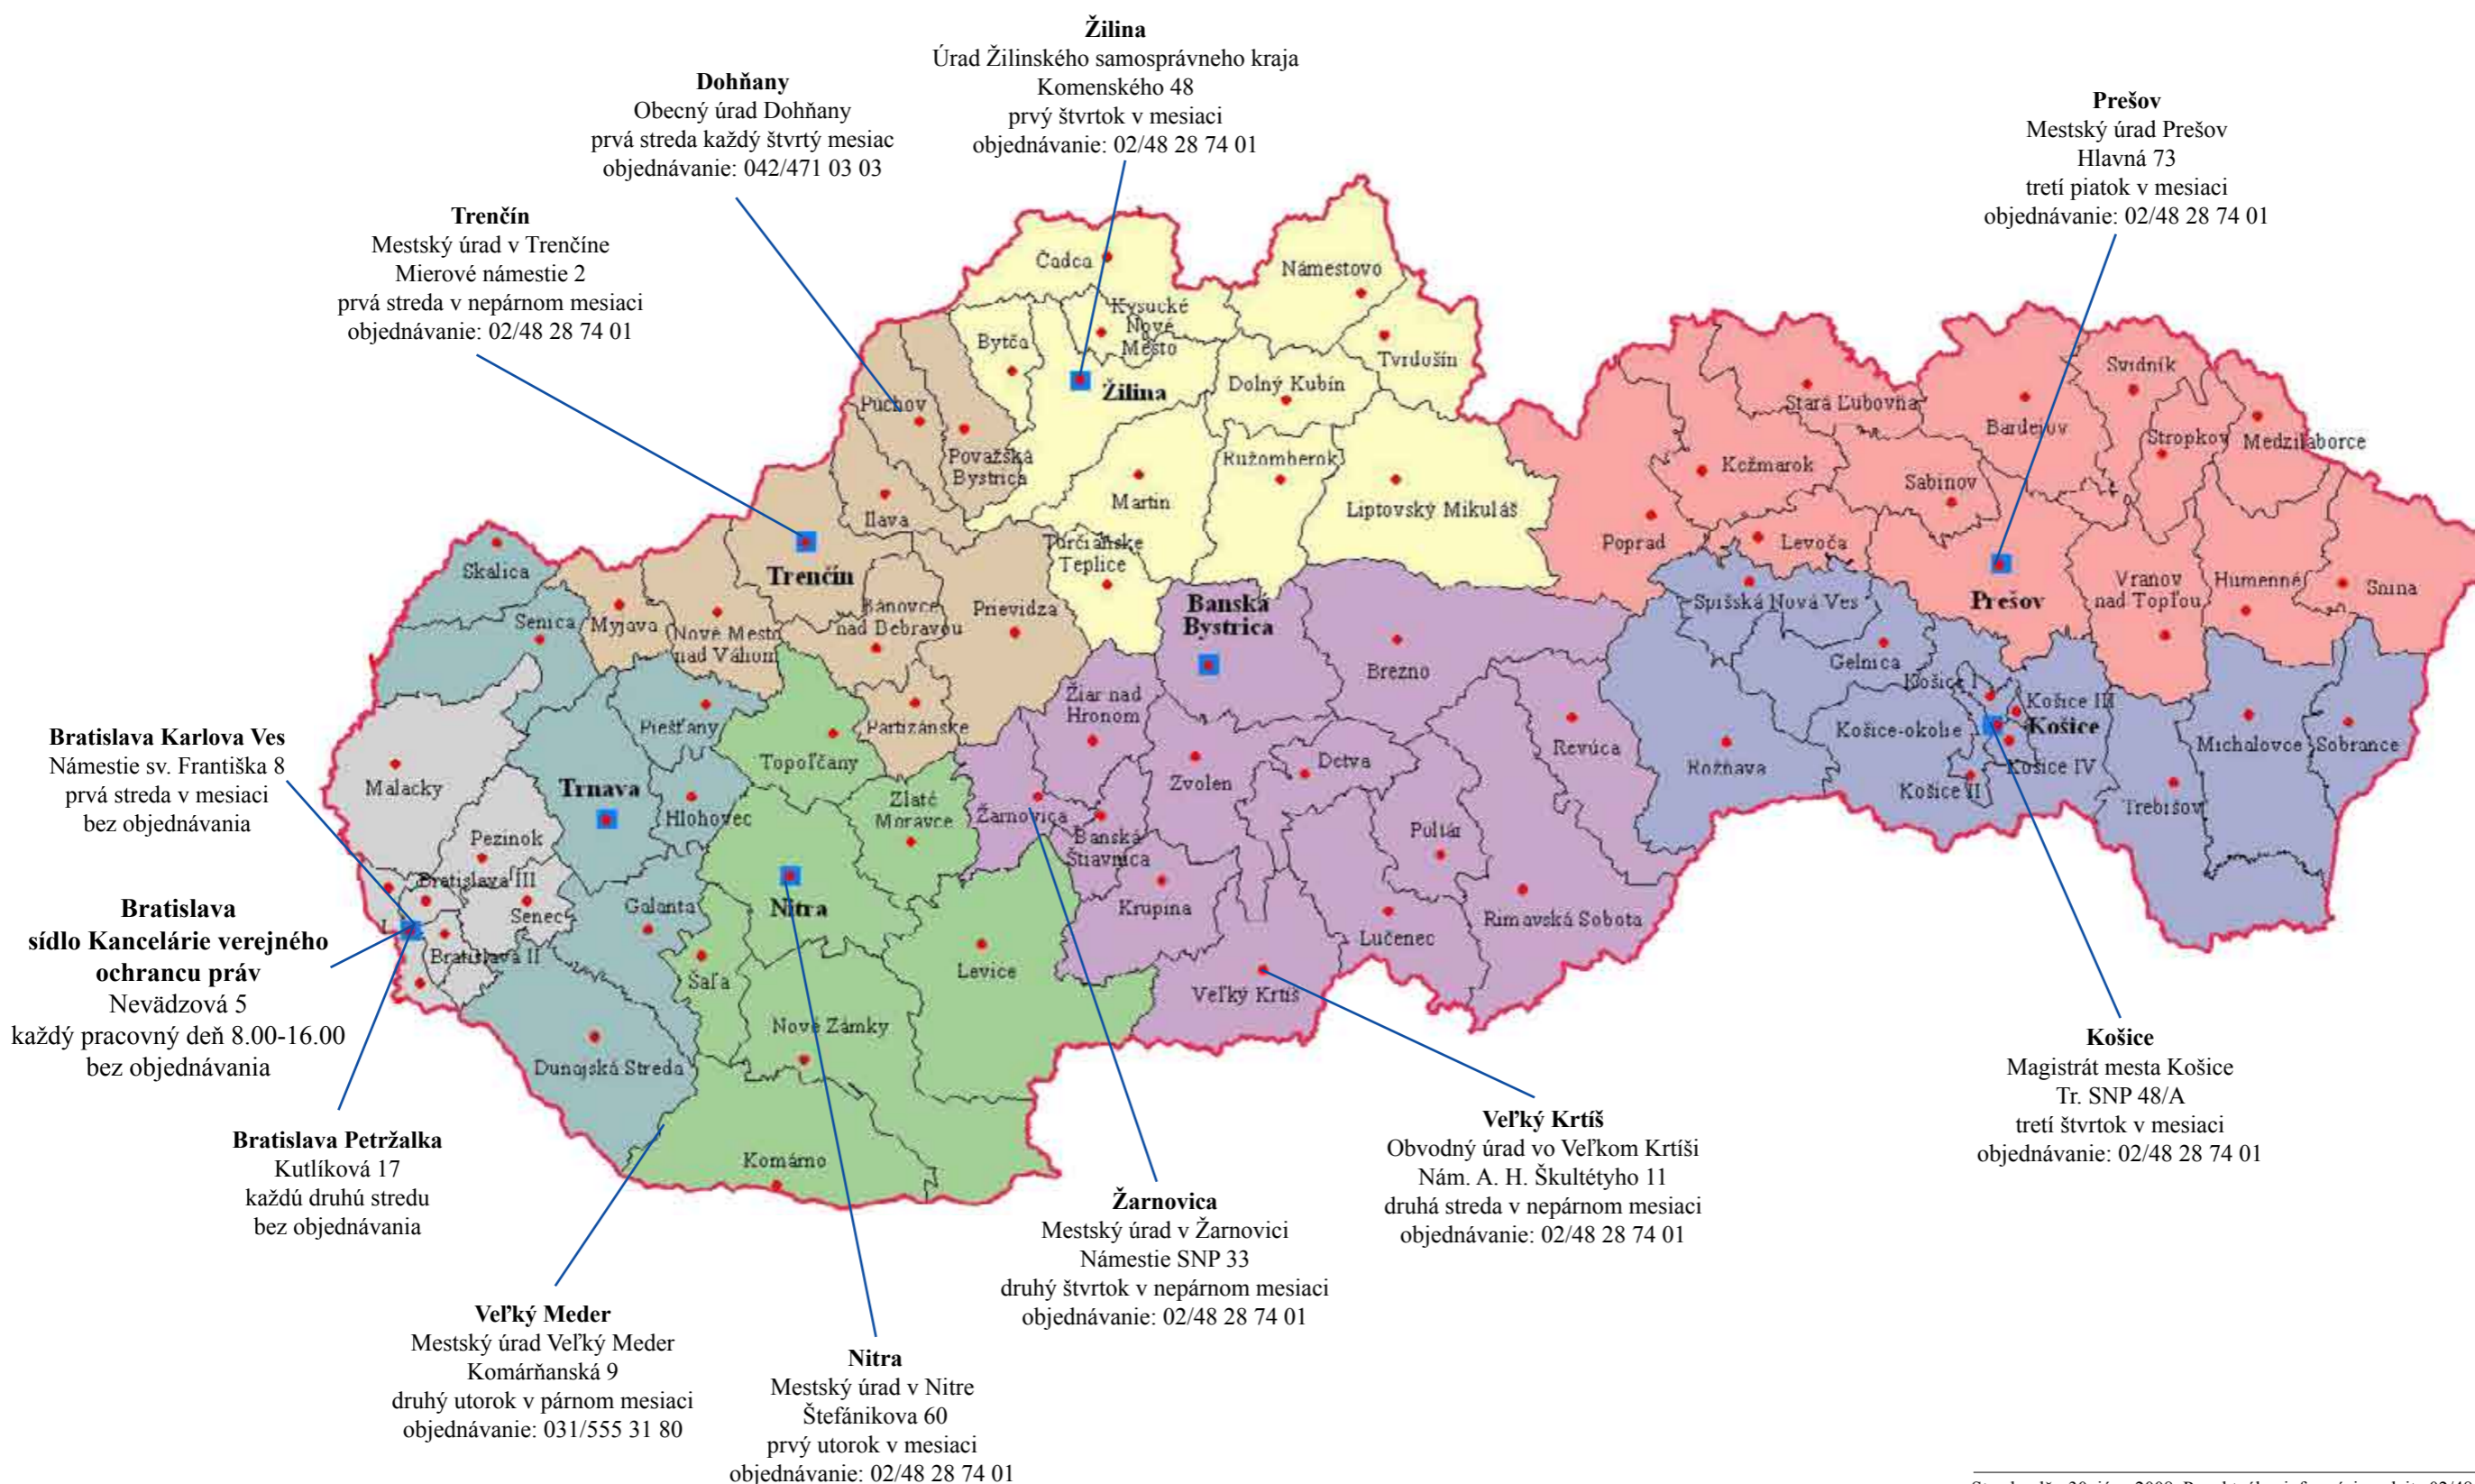 Žilina
Úrad Žilinského samosprávneho kraja
Komenského 48
prvý štvrtok v mesiaci
objednávanie: 02/48 28 74 01
Dohňany
Obecný úrad Dohňany
prvá streda každý štvrtý mesiac
objednávanie: 042/471 03 03
Prešov
Mestský úrad Prešov
Hlavná 73
tretí piatok v mesiaci
objednávanie: 02/48 28 74 01
Trenčín
Mestský úrad v Trenčíne
Mierové námestie 2
prvá streda v nepárnom mesiaci
objednávanie: 02/48 28 74 01
Čadca
Námestovo
Kysucké
Nové
Město
Bytča
Tvrdošín
Žilina
Dolný Kubín
Púchov
Považská
Bystrica
Ilava
Martin
Ružomberok
Liptovský Mikuláš
Turčianske
Teplice
Stará Ľubovňa
Svidník
Bardejov
Stropkov
Medzilaborce
Kežmarok
Sabinov
Poprad
Levoča
Prešov
Vranov
nad Topľou
Humenné
Snina
Skalica
Senica
Myjava
Nové Mesto
nad Váhom
Trenčín
Bánovce
nad Bebravou
Prievidza
Partizánske
Banská
Bystrica
Brezno
Spišská Nová Ves
Gelnica
Košice I
Košice III
Košice
Košice-okolie
Košice IV
Košice II
Rožňava
Michalovce
Sobrance
Trebišov
Žiar nad
Hronom
Piešťany
Topoľčany
Zvolen
Detva
Revúca
Malacky
Trnava
Hlohovec
Zlaté
Moravce
Žarnovica
Banská
Štiavnica
Poltár
Pezinok
Bratislava III
Senec
Galanta
Nitra
Krupina
Lučenec
Rimavská Sobota
Bratislava II
Šaľa
Levice
Veľký Krtíš
Nové Zámky
Dunajská Streda
Komárno
Bratislava Karlova Ves
Námestie sv. Františka 8
prvá streda v mesiaci
bez objednávania
Bratislava
sídlo Kancelárie verejného
ochrancu práv
Nevädzová 5
každý pracovný deň 8.00-16.00
bez objednávania
Bratislava Petržalka
Kutlíková 17
každú druhú stredu
bez objednávania
Košice
Magistrát mesta Košice
Tr. SNP 48/A
tretí štvrtok v mesiaci
objednávanie: 02/48 28 74 01
Veľký Krtíš
Obvodný úrad vo Veľkom Krtíši
Nám. A. H. Škultétyho 11
druhá streda v nepárnom mesiaci
objednávanie: 02/48 28 74 01
Žarnovica
Mestský úrad v Žarnovici
Námestie SNP 33
druhý štvrtok v nepárnom mesiaci
objednávanie: 02/48 28 74 01
Veľký Meder
Mestský úrad Veľký Meder
Komárňanská 9
druhý utorok v párnom mesiaci
objednávanie: 031/555 31 80
Nitra
Mestský úrad v Nitre
Štefánikova 60
prvý utorok v mesiaci
objednávanie: 02/48 28 74 01